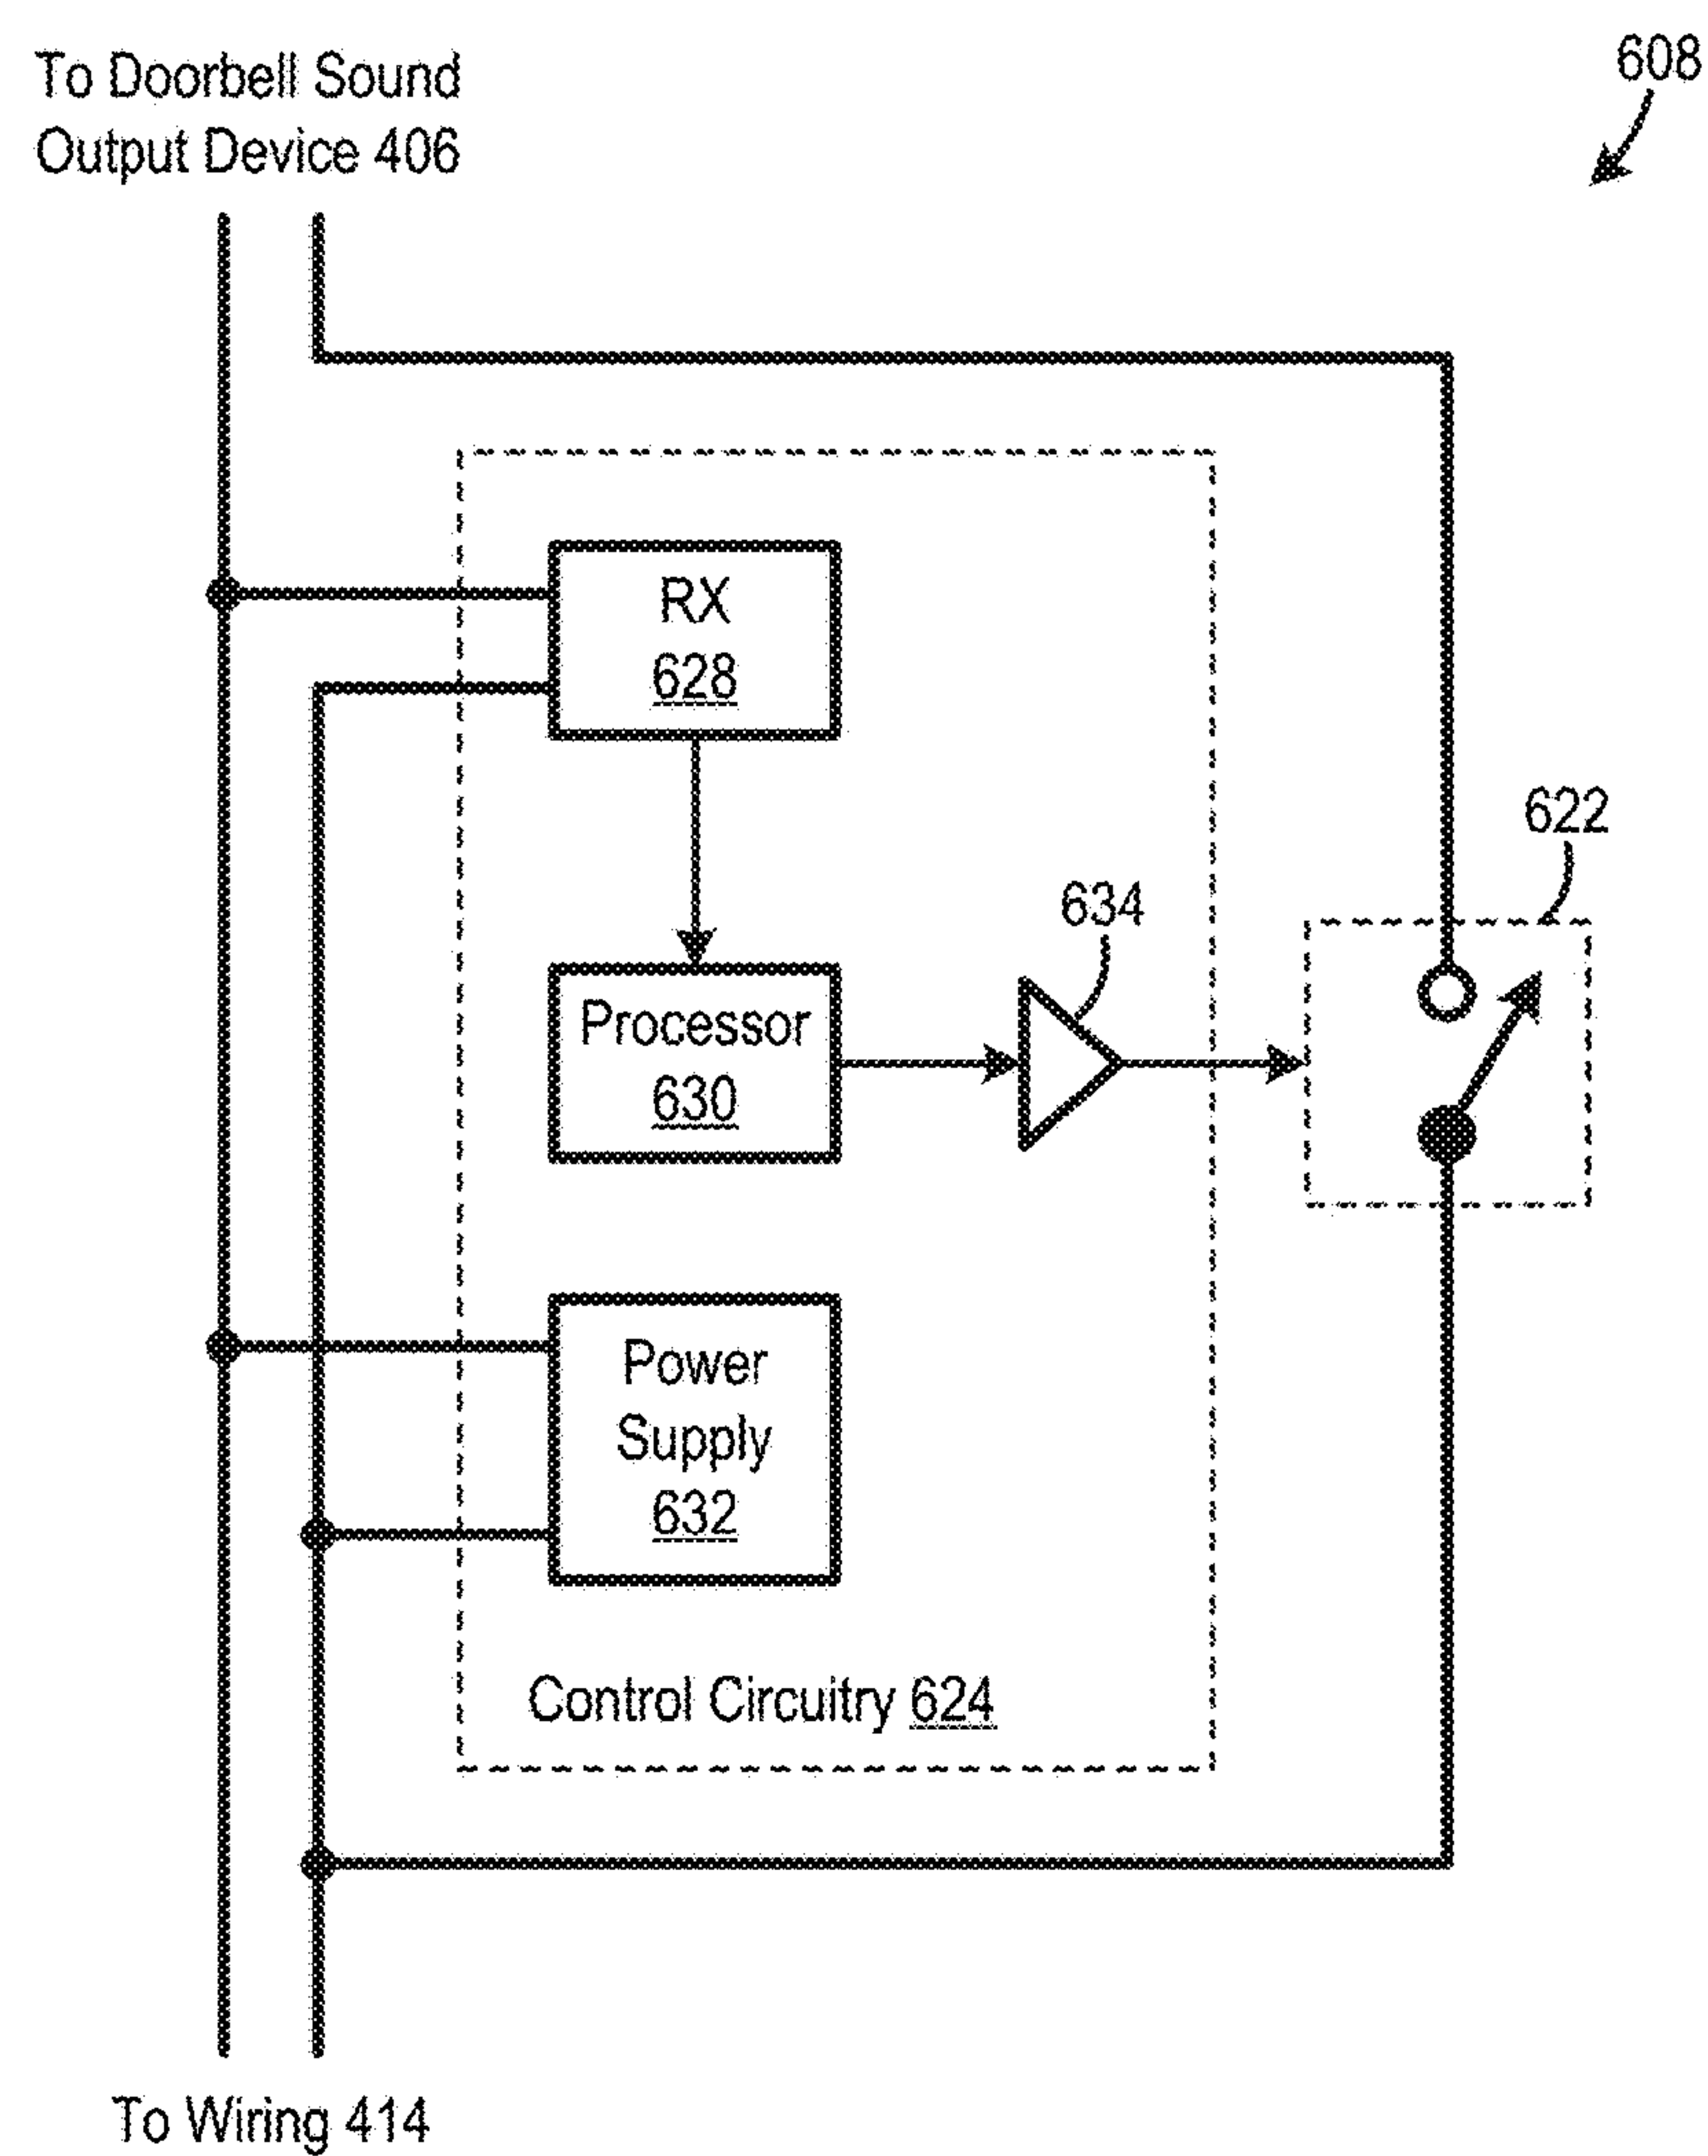 608
To Doorbell Sound
Output Device 406
RX
628
622
634
Processor
630
Power
Supply
632
Control Circuitry 624
To Wiring 414